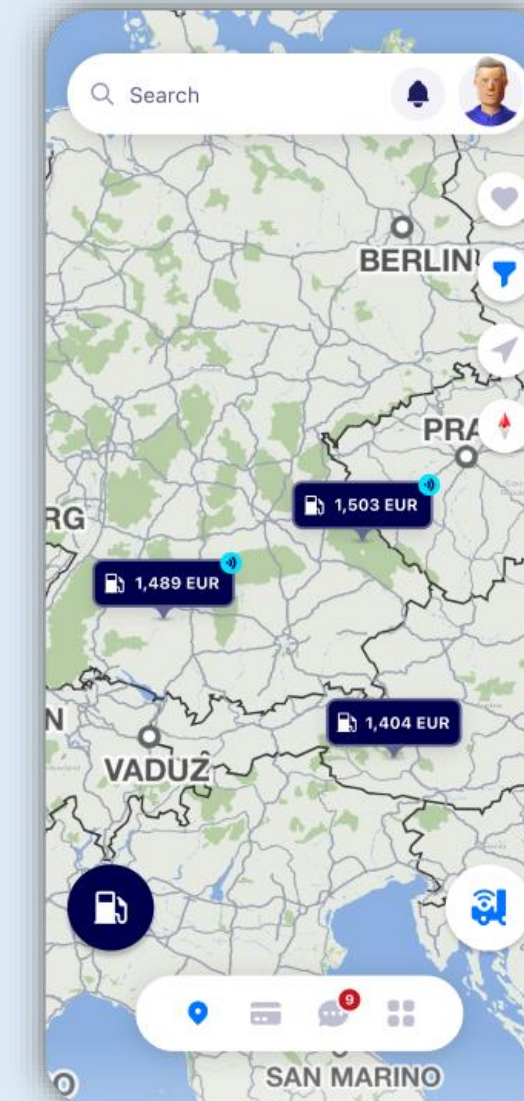 Search
BERLIN
PRA
1,503 EUR
RG
1,489 EUR
N
1,404 EUR
VADUZ
9
SAN MARINO
O